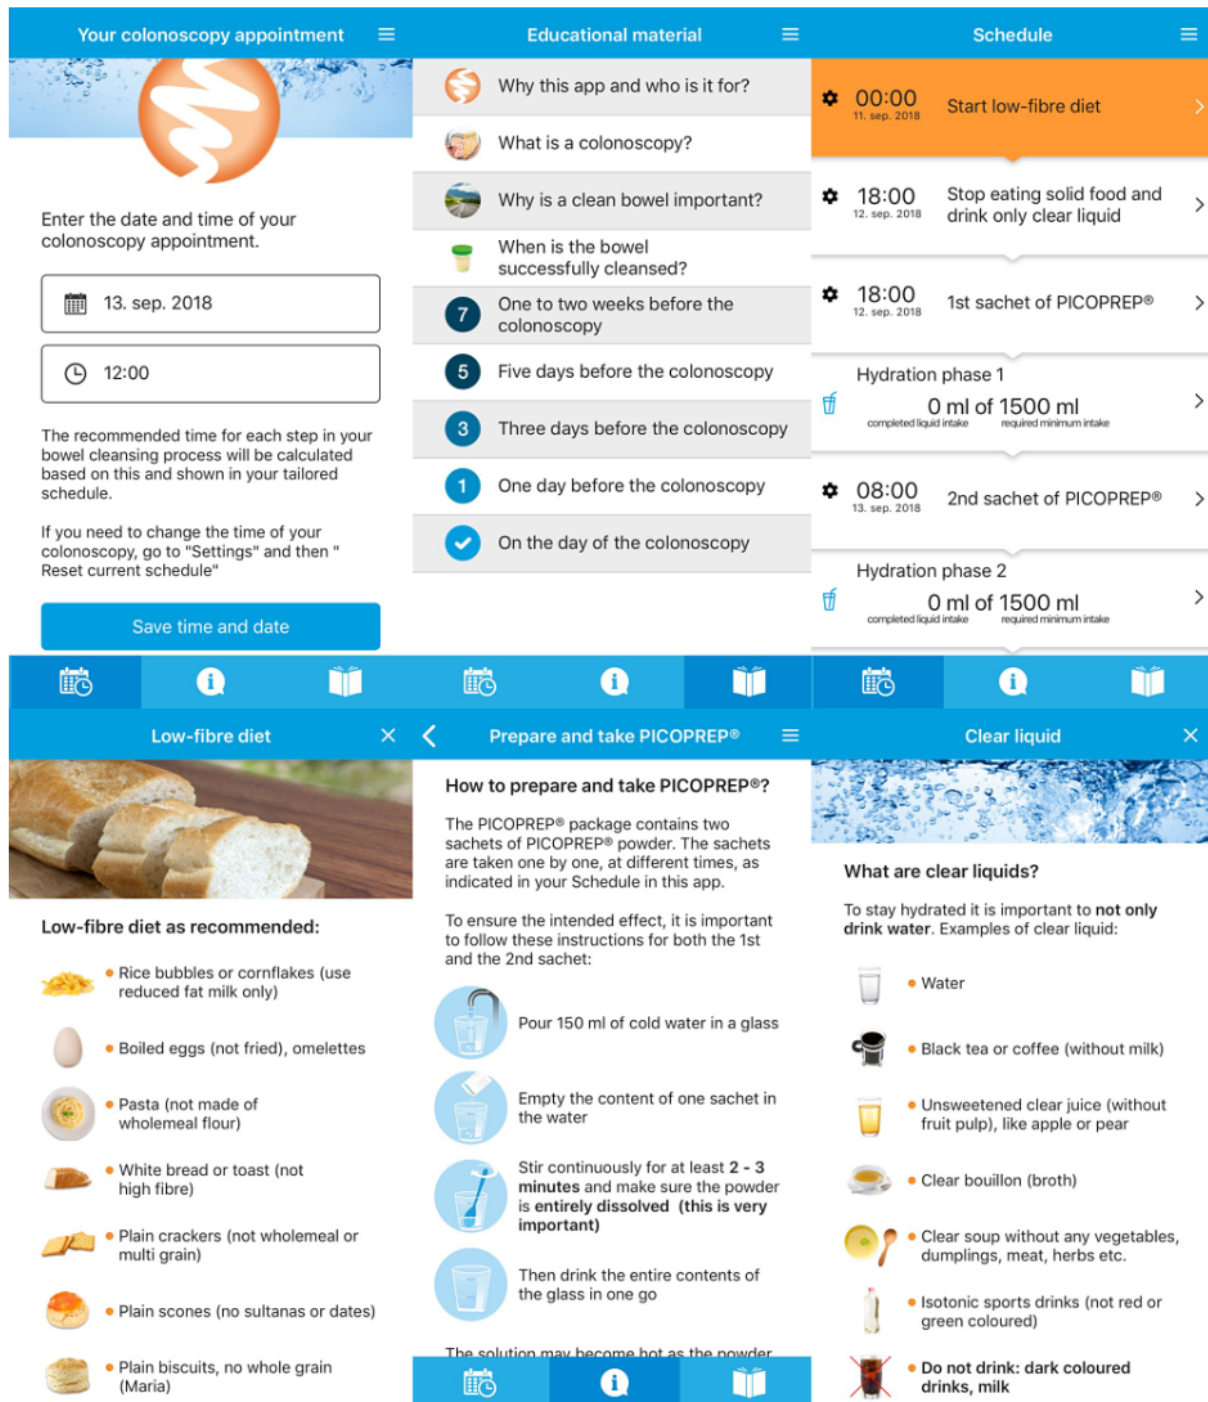 Your colonoscopy appointment
Enter the date and time of your
colonoscopy appointment.
13. sep. 2018
12:00
The recommended time for each step in your
bowel cleansing process will be calculated
based on this and shown in your tailored
schedule.
If you need to change the time of your
colonoscopy, go to "Settings" and then "
Reset current schedule"
Save time and date
Educational material
Why this app and who is it for?
What is a colonoscopy?
Why is a clean bowel important?
When is the bowel
successfully cleansed?
7
One to two weeks before the
colonoscopy
5 Five days before the colonoscopy
3 Three days before the colonoscopy
1 One day before the colonoscopy
On the day of the colonoscopy
Schedule
00:00
11. sep. 2018
Start low-fibre diet
18:00
12. sep. 2018
Stop eating solid food and
drink only clear liquid
18:00
12. sep. 2018
1st sachet of PICOPREP®
Hydration phase 1
0 ml of 1500 ml
completed liquid intake required minimum intake
08:00
13. sep. 2018
2nd sachet of PICOPREP®
Hydration phase 2
0 ml of 1500 ml
completed liquid intake required minimum intake
Low-fibre diet
Low-fibre diet as recommended:
Rice bubbles or cornflakes (use
reduced fat milk only)
Boiled eggs (not fried), omelettes
Pasta (not made of
wholemeal flour)
White bread or toast (not
high fibre)
Plain crackers (not wholemeal or
multi grain)
Plain scones (no sultanas or dates)
Plain biscuits, no whole grain
(Maria)
Prepare and take PICOPREP®
How to prepare and take PICOPREP®?
The PICOPREP® package contains two
sachets of PICOPREP® powder. The sachets
are taken one by one, at different times, as
indicated in your Schedule in this app.
To ensure the intended effect, it is important
to follow these instructions for both the 1st
and the 2nd sachet:
Pour 150 ml of cold water in a glass
Empty the content of one sachet in
the water
Stir continuously for at least 2 - 3
minutes and make sure the powder
is entirely dissolved (this is very
important)
Then drink the entire contents of
the glass in one go
The solution may become hot as the powder
Clear liquid
What are clear liquids?
To stay hydrated it is important to not only
drink water. Examples of clear liquid:
Water
Black tea or coffee (without milk)
Unsweetened clear juice (without
fruit pulp), like apple or pear
Clear bouillon (broth)
Clear soup without any vegetables,
dumplings, meat, herbs etc.
Isotonic sports drinks (not red or
green coloured)
Do not drink: dark coloured
drinks, milk